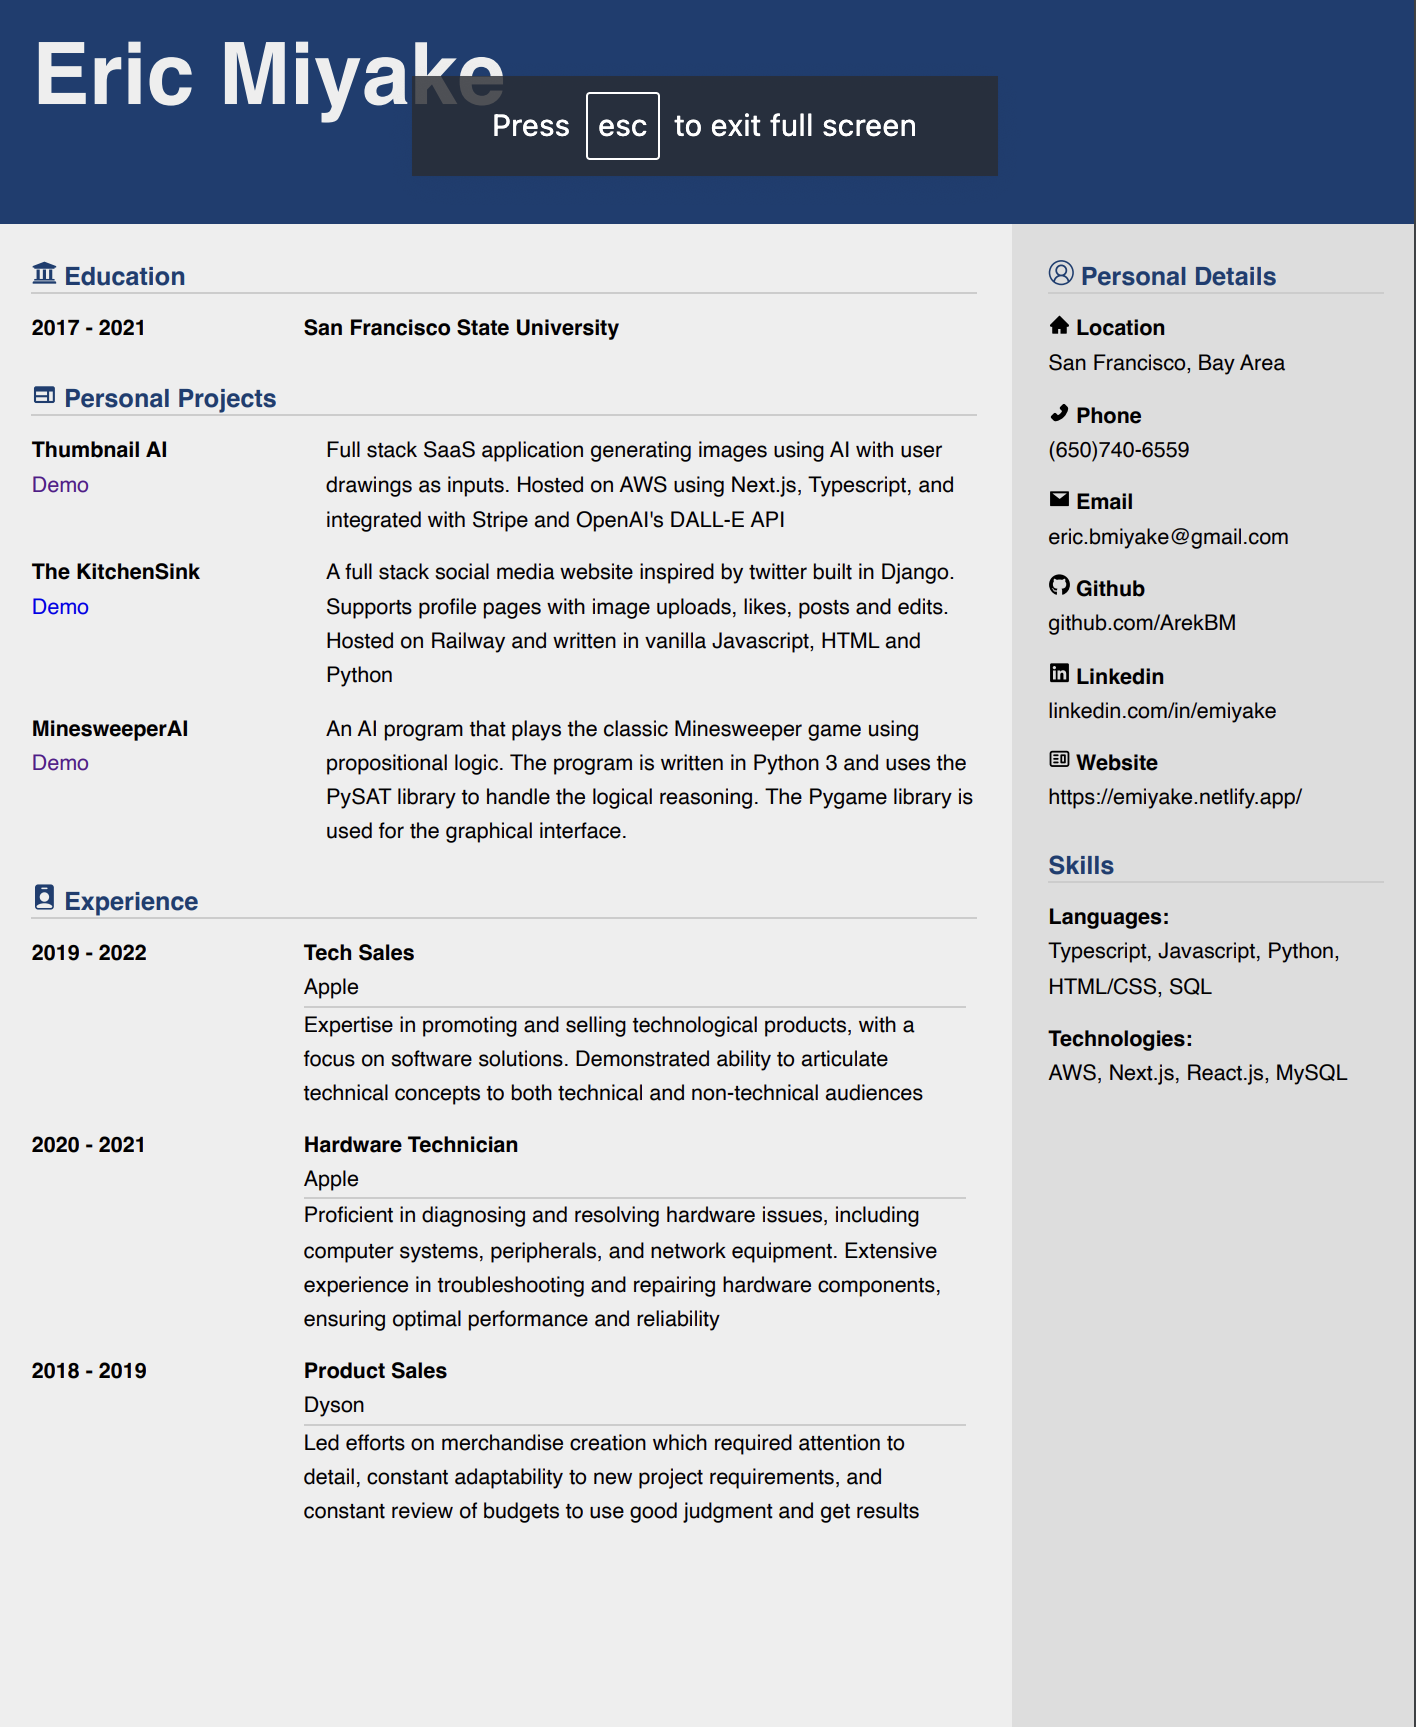 Eric Miyake
Press esc to exit full screen
Education
2017 - 2021 San Francisco State University
Personal Projects
Thumbnail AI
Demo
Full stack SaaS application generating images using AI with user
drawings as inputs. Hosted on AWS using Next.js, Typescript, and
integrated with Stripe and OpenAI's DALL-E API
The KitchenSink
Demo
A full stack social media website inspired by twitter built in Django.
Supports profile pages with image uploads, likes, posts and edits.
Hosted on Railway and written in vanilla Javascript, HTML and
Python
MinesweeperAI
Demo
An AI program that plays the classic Minesweeper game using
propositional logic. The program is written in Python 3 and uses the
PySAT library to handle the logical reasoning. The Pygame library is
used for the graphical interface.
Experience
2019 - 2022 Tech Sales
Apple
Expertise in promoting and selling technological products, with a
focus on software solutions. Demonstrated ability to articulate
technical concepts to both technical and non-technical audiences
2020 - 2021 Hardware Technician
Apple
Proficient in diagnosing and resolving hardware issues, including
computer systems, peripherals, and network equipment. Extensive
experience in troubleshooting and repairing hardware components,
ensuring optimal performance and reliability
2018 - 2019 Product Sales
Dyson
Led efforts on merchandise creation which required attention to
detail, constant adaptability to new project requirements, and
constant review of budgets to use good judgment and get results
Personal Details
Location
San Francisco, Bay Area
Phone
(650)740-6559
Email
eric.bmiyake@gmail.com
Github
github.com/ArekBM
Linkedin
linkedin.com/in/emiyake
Website
https://emiyake.netlify.app/
Skills
Languages:
Typescript, Javascript, Python,
HTML/CSS, SQL
Technologies:
AWS, Next.js, React.js, MySQL